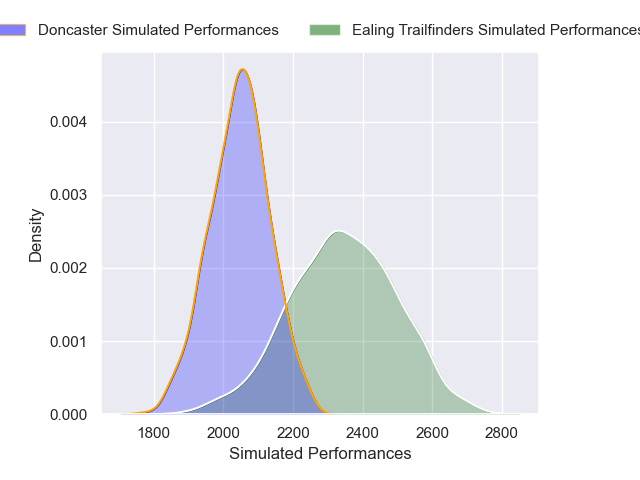 Doncaster Simulated Performances
Ealing Trailfinders Simulated Performances
0.004
0.003
0.002
0.001
0.000
Density
1800 2000 2200 2400 2600 2800
Simulated Performances